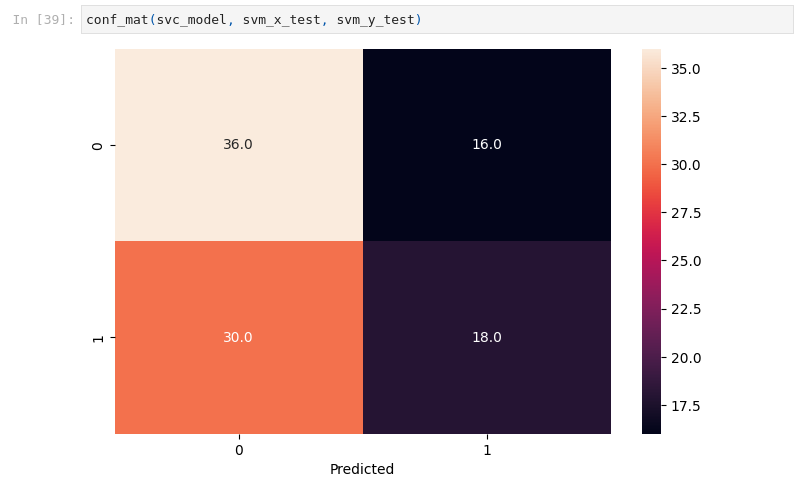 In [39]: conf_mat(svc_model, svm_x_test, svm_y_test)
35.0
0 36.0 16.0
32.5
30.0
27.5
25.0
22.5
1 30.0 18.0
20.0
17.5
0 1
Predicted